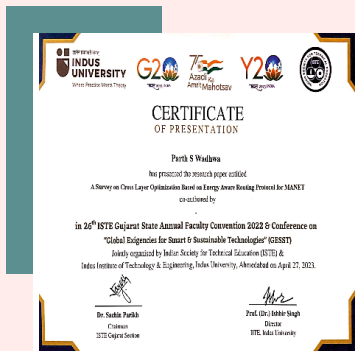 INDUS
UNIVERSITY
Where Practice Meets Theory
G20
75
Azadi Ka
Amrit Mahotsav
Y20
ISTE
CERTIFICATE
OF PRESENTATION
Parth S Wadhwa
has presented the research paper entitled
A Survey on Cross Layer Optimization Based on Energy Aware Routing Protocol for MANET
co-authored by
-
in 26th ISTE Gujarat State Annual Faculty Convention 2022 & Conference on
"Global Exigencies for Smart & Sustainable Technologies" (GESST)
Jointly organized by Indian Society for Technical Education (ISTE) &
Indus Institute of Technology & Engineering, Indus University, Ahmedabad on April 27, 2023.
Dr. Sachin Parikh
Chairman
ISTE Gujarat Section
Prof. (Dr.) Ishbir Singh
Director
IITE, Indus University